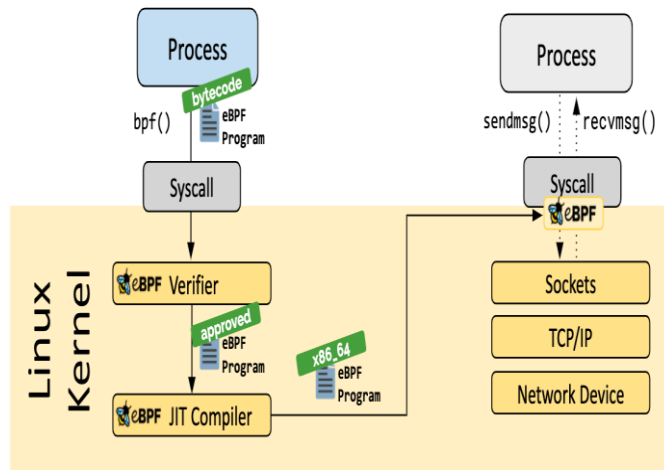 Process
bytecode
bpf()
eBPF
Program
Syscall
Process
sendmsg()
recvmsg()
Syscall
eBPF
Linux
Kernel
eBPF Verifier
approved
eBPF
Program
eBPF JIT Compiler
x86_64
eBPF
Program
Sockets
TCP/IP
Network Device